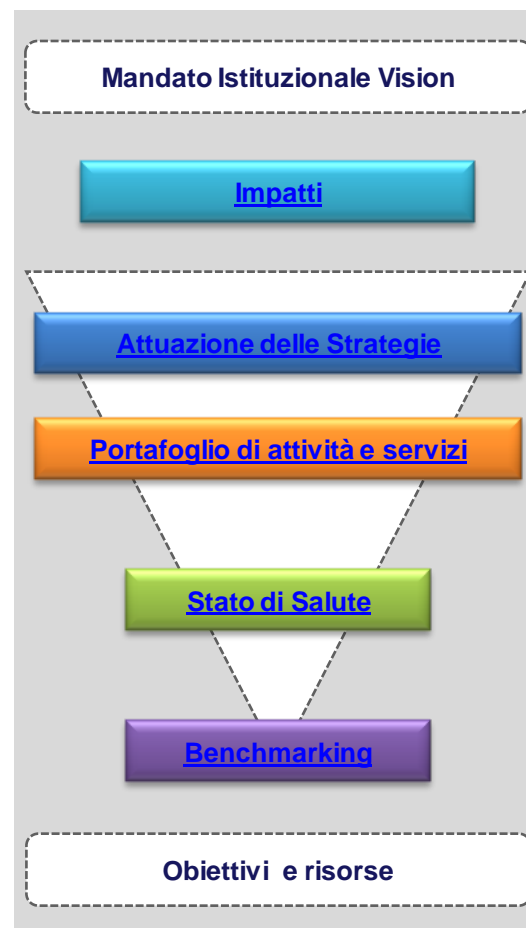 Mandato Istituzionale Vision
Impatti
Attuazione delle Strategie
Portafoglio di attività e servizi
Stato di Salute
Benchmarking
Obiettivi e risorse